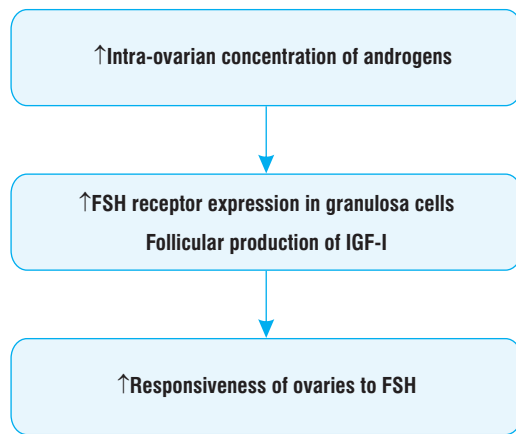 ↑Intra-ovarian concentration of androgens
↑FSH receptor expression in granulosa cells
Follicular production of IGF-I
↑Responsiveness of ovaries to FSH